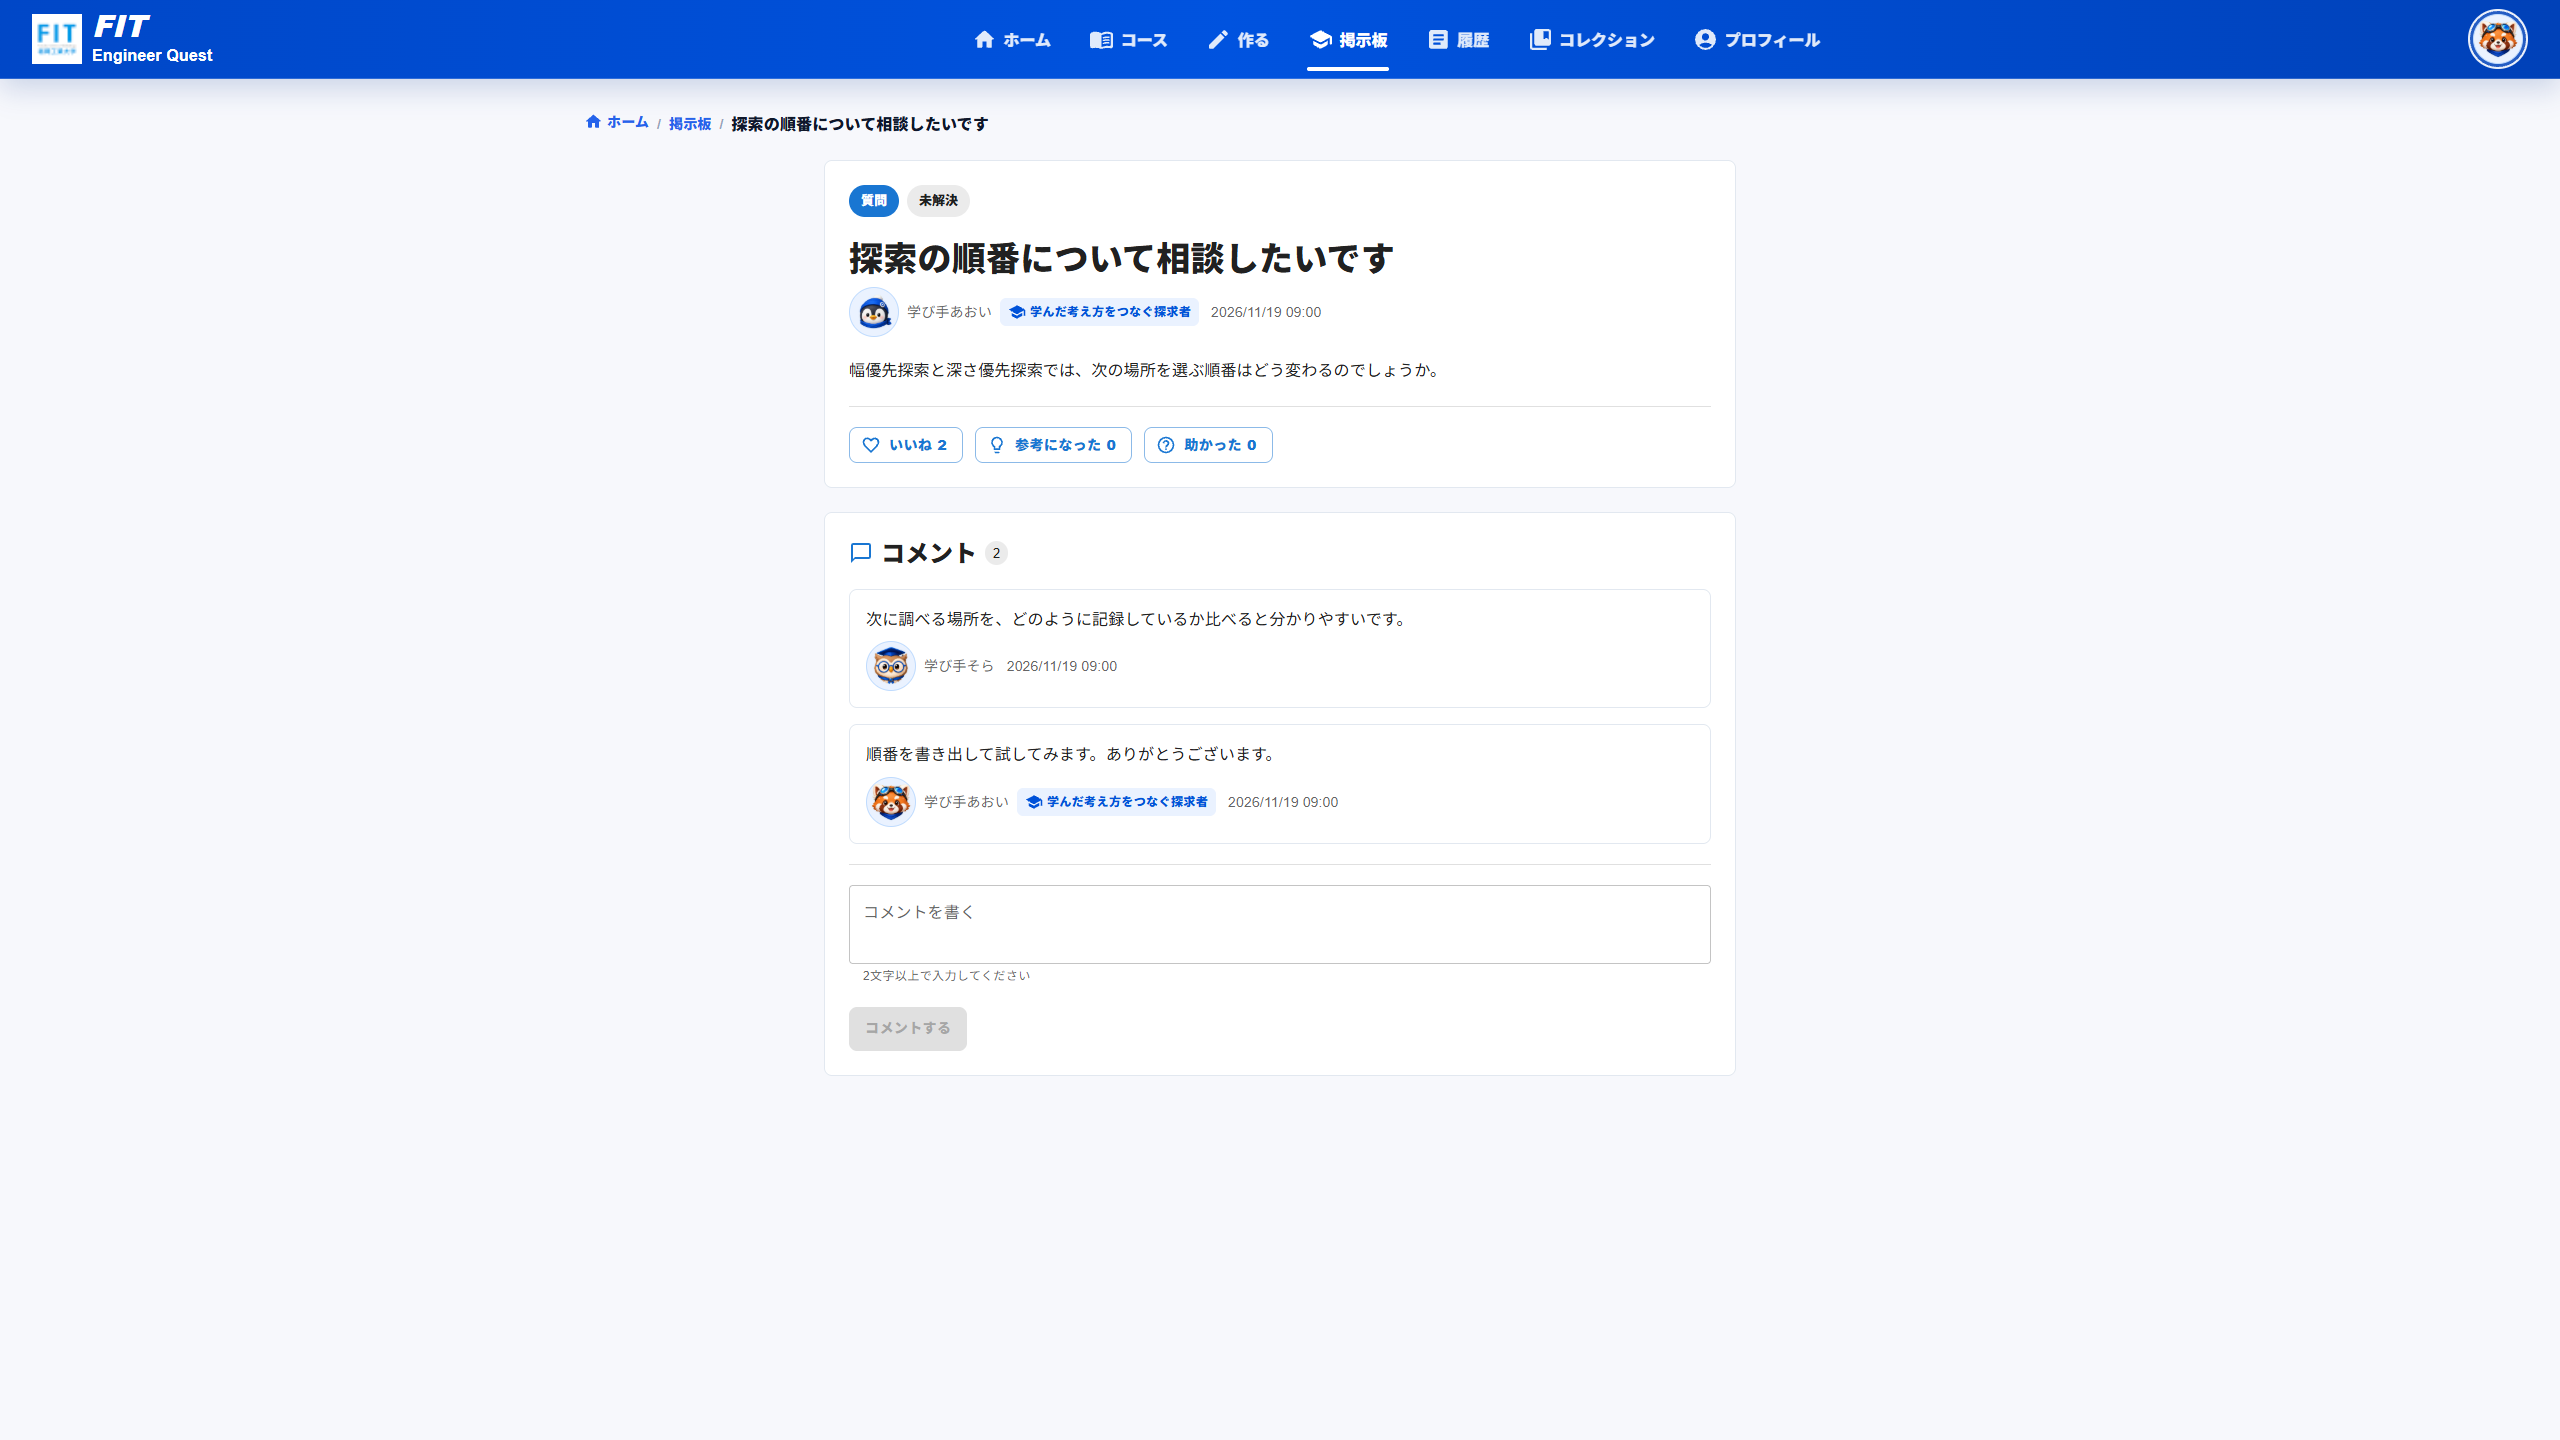 FIT
FIT
Engineer Quest
ホーム
コース
作る
掲示板
履歴
コレクション
プロフィール
ホーム / 掲示板 / 探索の順番について相談したいです
質問
未解決
探索の順番について相談したいです
学び手あおい 学んだ考え方をつなぐ探求者 2026/11/19 09:00
幅優先探索と深さ優先探索では、次の場所を選ぶ順番はどう変わるのでしょうか。
いいね 2
参考になった 0
助かった 0
コメント 2
次に調べる場所を、どのように記録しているか比べると分かりやすいです。
学び手そら 2026/11/19 09:00
順番を書き出して試してみます。ありがとうございます。
学び手あおい 学んだ考え方をつなぐ探求者 2026/11/19 09:00
コメントを書く
2文字以上で入力してください
コメントする